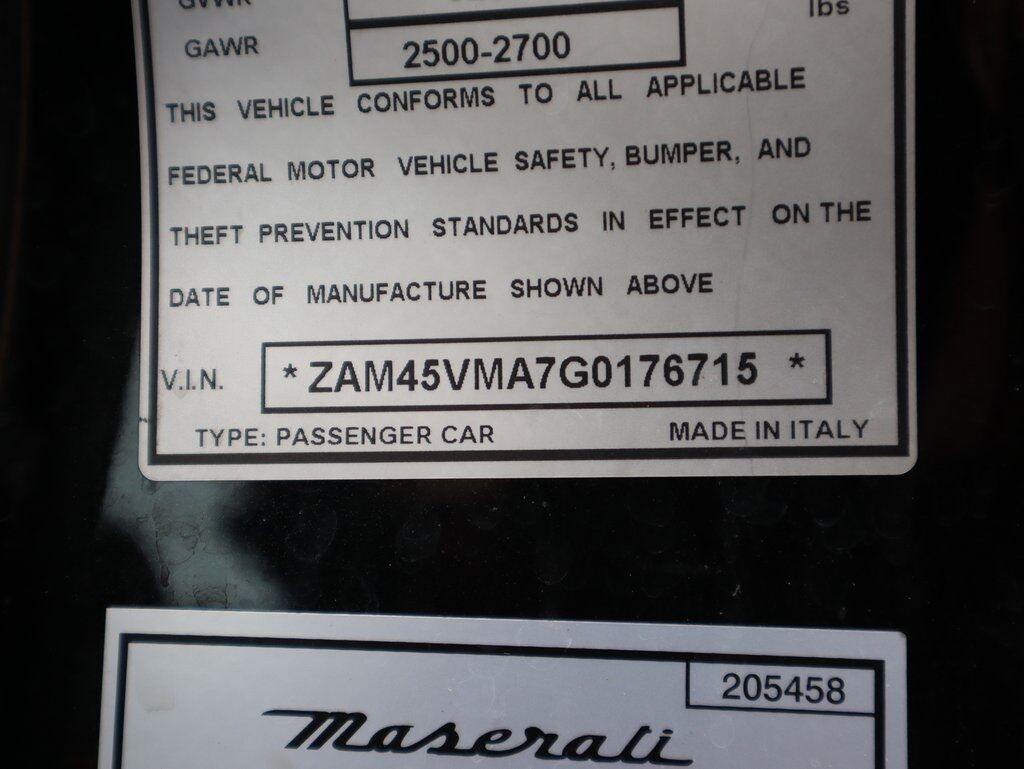 GVWR
lbs
GAWR 2500-2700
THIS VEHICLE CONFORMS TO ALL APPLICABLE
FEDERAL MOTOR VEHICLE SAFETY, BUMPER, AND
THEFT PREVENTION STANDARDS IN EFFECT ON THE
DATE OF MANUFACTURE SHOWN ABOVE
V.I.N. * ZAM45VMA7G0176715 *
TYPE: PASSENGER CAR MADE IN ITALY
205458
Maserati